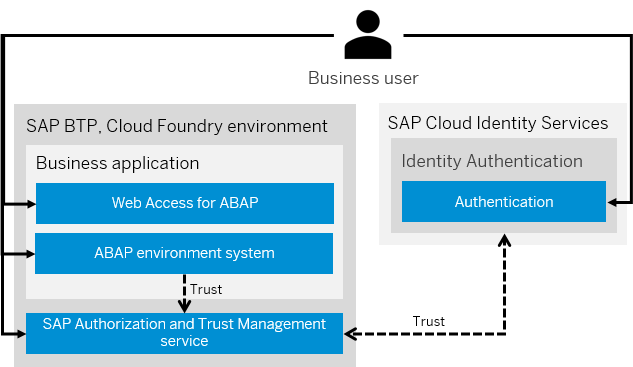 Business user
SAP BTP, Cloud Foundry environment
Business application
Web Access for ABAP
ABAP environment system
Trust
SAP Authorization and Trust Management
service
SAP Cloud Identity Services
Identity Authentication
Authentication
Trust